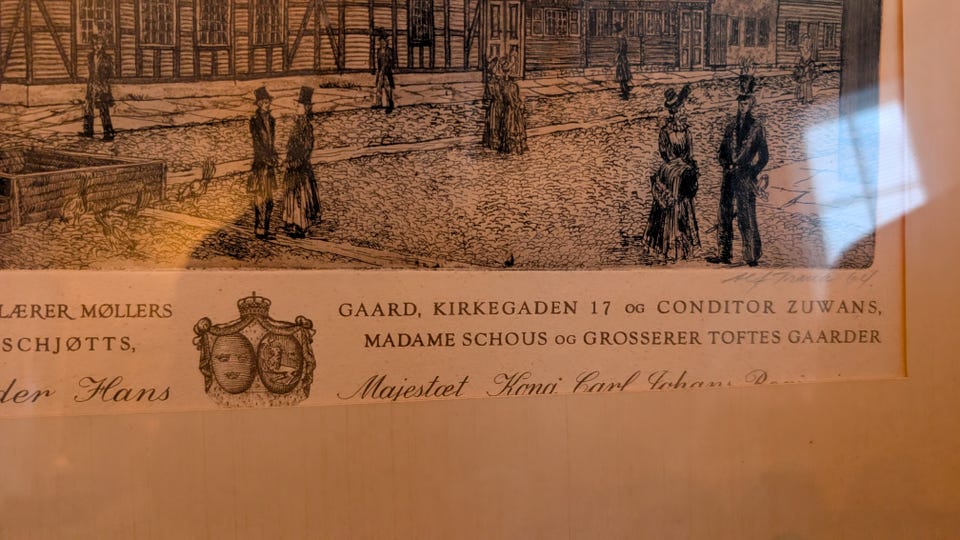 LÆRER MØLLERS GAARD, KIRKEGADEN 17 OG CONDITOR ZUWANS,
SCHJØTTS, MADAME SCHOUS OG GROSSERER TOFTES GAARDER
der Hans Majestæt Kong Carl Johans